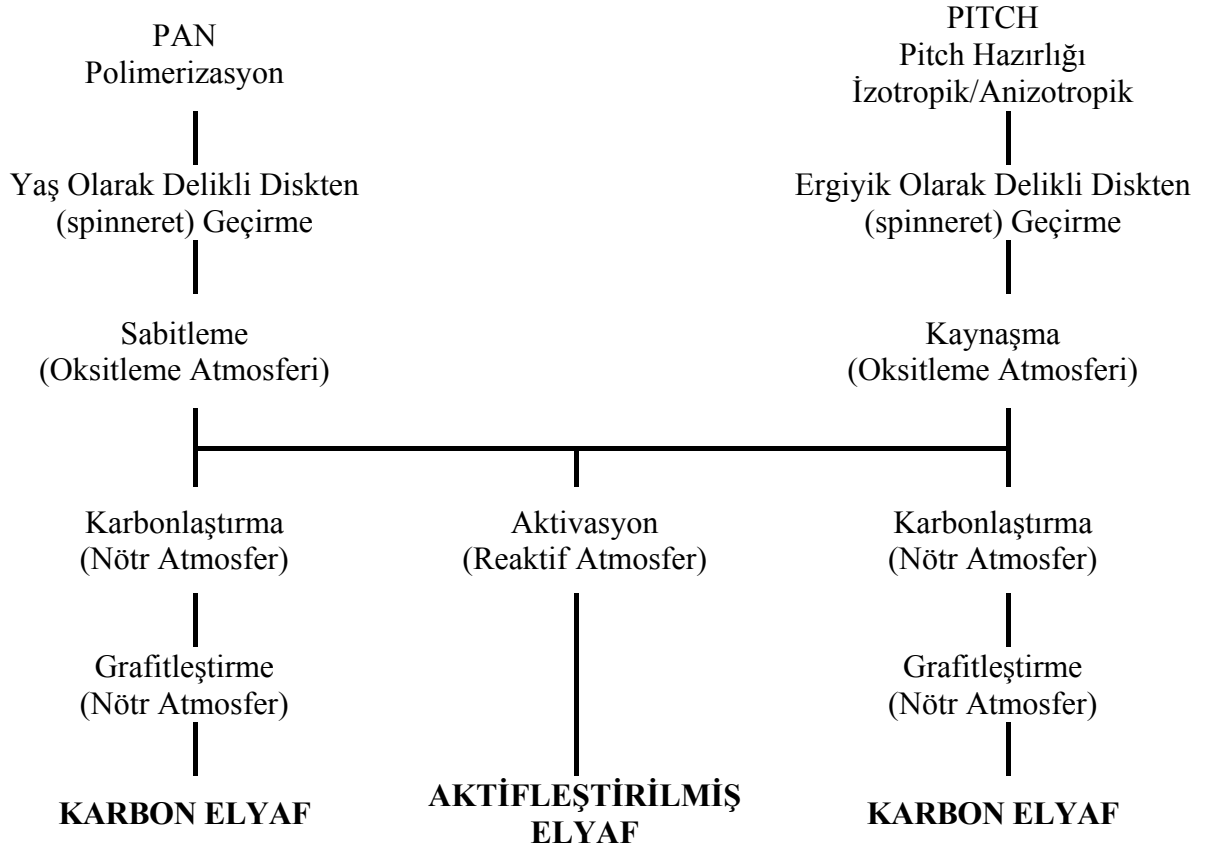 PAN
Polimerizasyon
PITCH
Pitch Hazırlığı
İzotropik/Anizotropik
Yaş Olarak Delikli Diskten
(spinneret) Geçirme
Ergiyik Olarak Delikli Diskten
(spinneret) Geçirme
Sabitleme
(Oksitleme Atmosferi)
Kaynaşma
(Oksitleme Atmosferi)
Karbonlaştırma
(Nötr Atmosfer)
Aktivasyon
(Reaktif Atmosfer)
Karbonlaştırma
(Nötr Atmosfer)
Grafitleştirme
(Nötr Atmosfer)
Grafitleştirme
(Nötr Atmosfer)
KARBON ELYAF
AKTİFLEŞTİRİLMİŞ
ELYAF
KARBON ELYAF